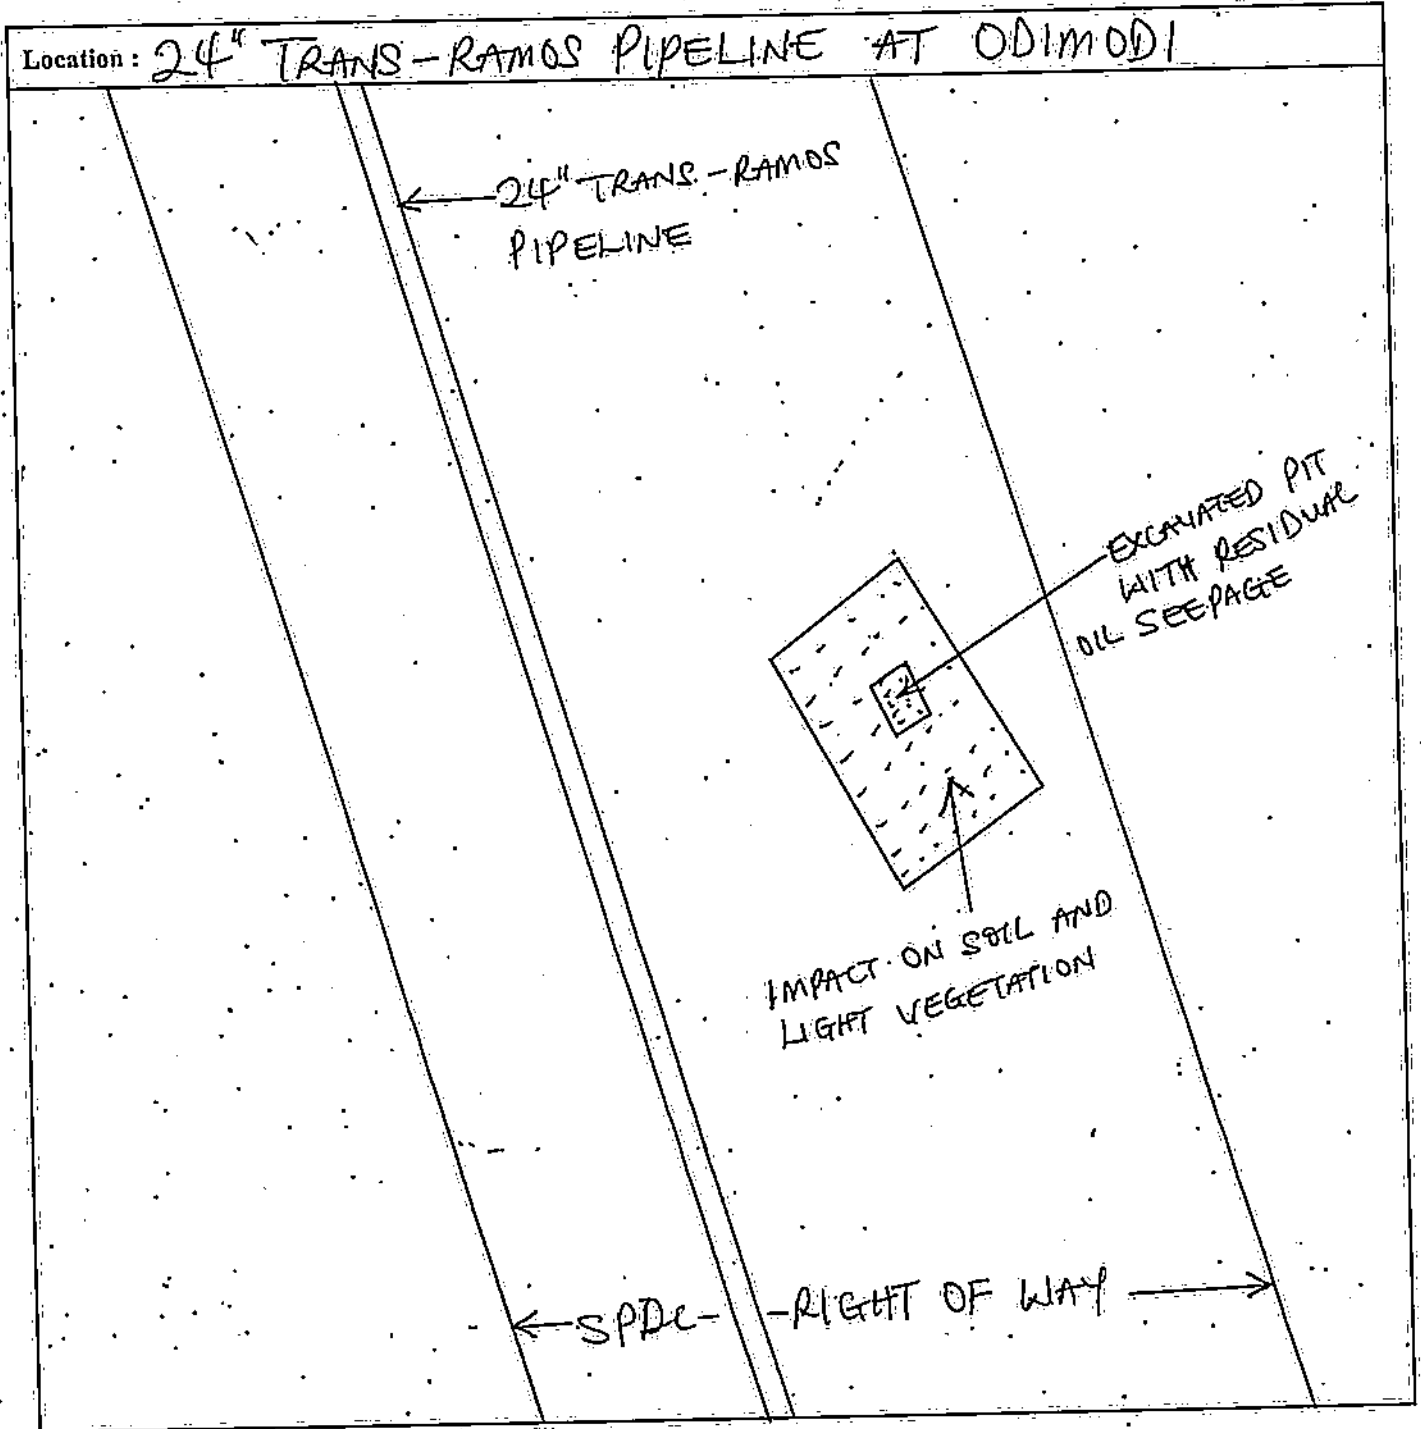 Location : 24" TRANS-RAMOS PIPELINE AT ODIMODI
24" TRANS.-RAMOS
PIPELINE
EXCAVATED PIT
WITH RESIDUAL
OIL SEEPAGE
IMPACT ON SOIL AND
LIGHT VEGETATION
SPDC- -RIGHT OF WAY